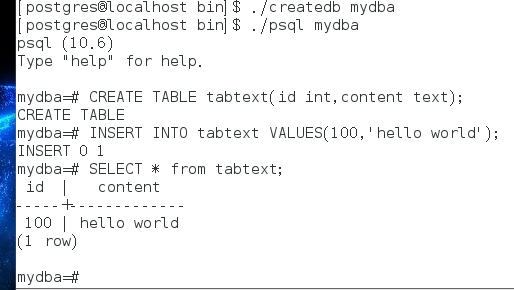 [postgres@localhost bin]$ ./createdb mydba
[postgres@localhost bin]$ ./psql mydba
psql (10.6)
Type "help" for help.
mydba=# CREATE TABLE tabtext(id int,content text);
CREATE TABLE
mydba=# INSERT INTO tabtext VALUES(100,'hello world');
INSERT 0 1
mydba=# SELECT * from tabtext;
 id  |   content
-----+-------------
 100 | hello world
(1 row)
mydba=#